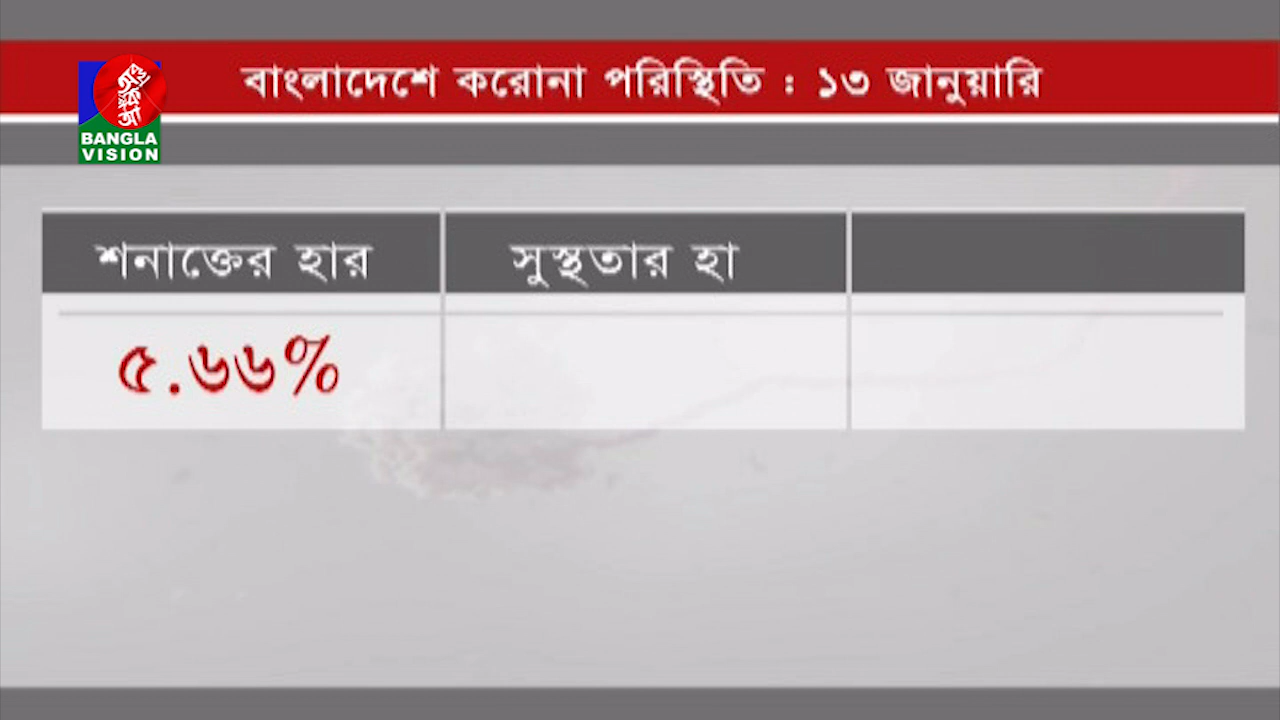 বাংলাদেশে করোনা পরিস্থিতি : ১৩ জানুয়ারি
BANGLA
VISION
শনাক্তের হার সুস্থতার হা
৫.৬৬%